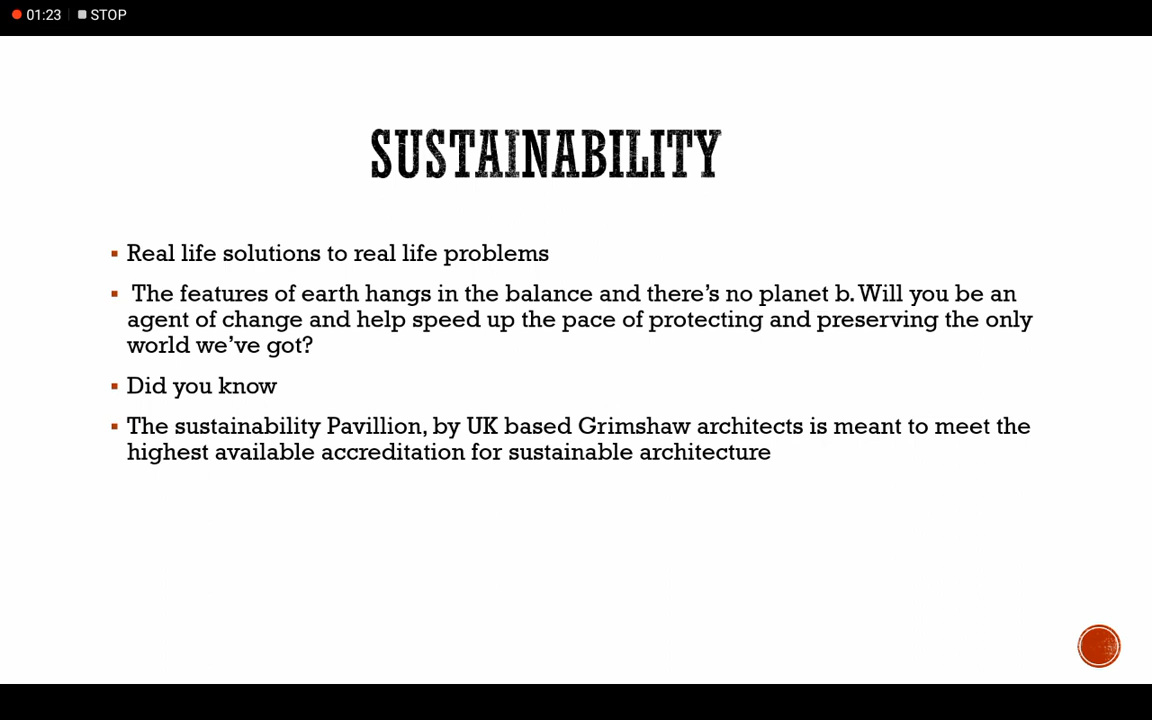 01:23 STOP
SUSTAINABILITY
Real life solutions to real life problems
The features of earth hangs in the balance and there's no planet b. Will you be an
agent of change and help speed up the pace of protecting and preserving the only
world we've got?
Did you know
The sustainability Pavillion, by UK based Grimshaw architects is meant to meet the
highest available accreditation for sustainable architecture